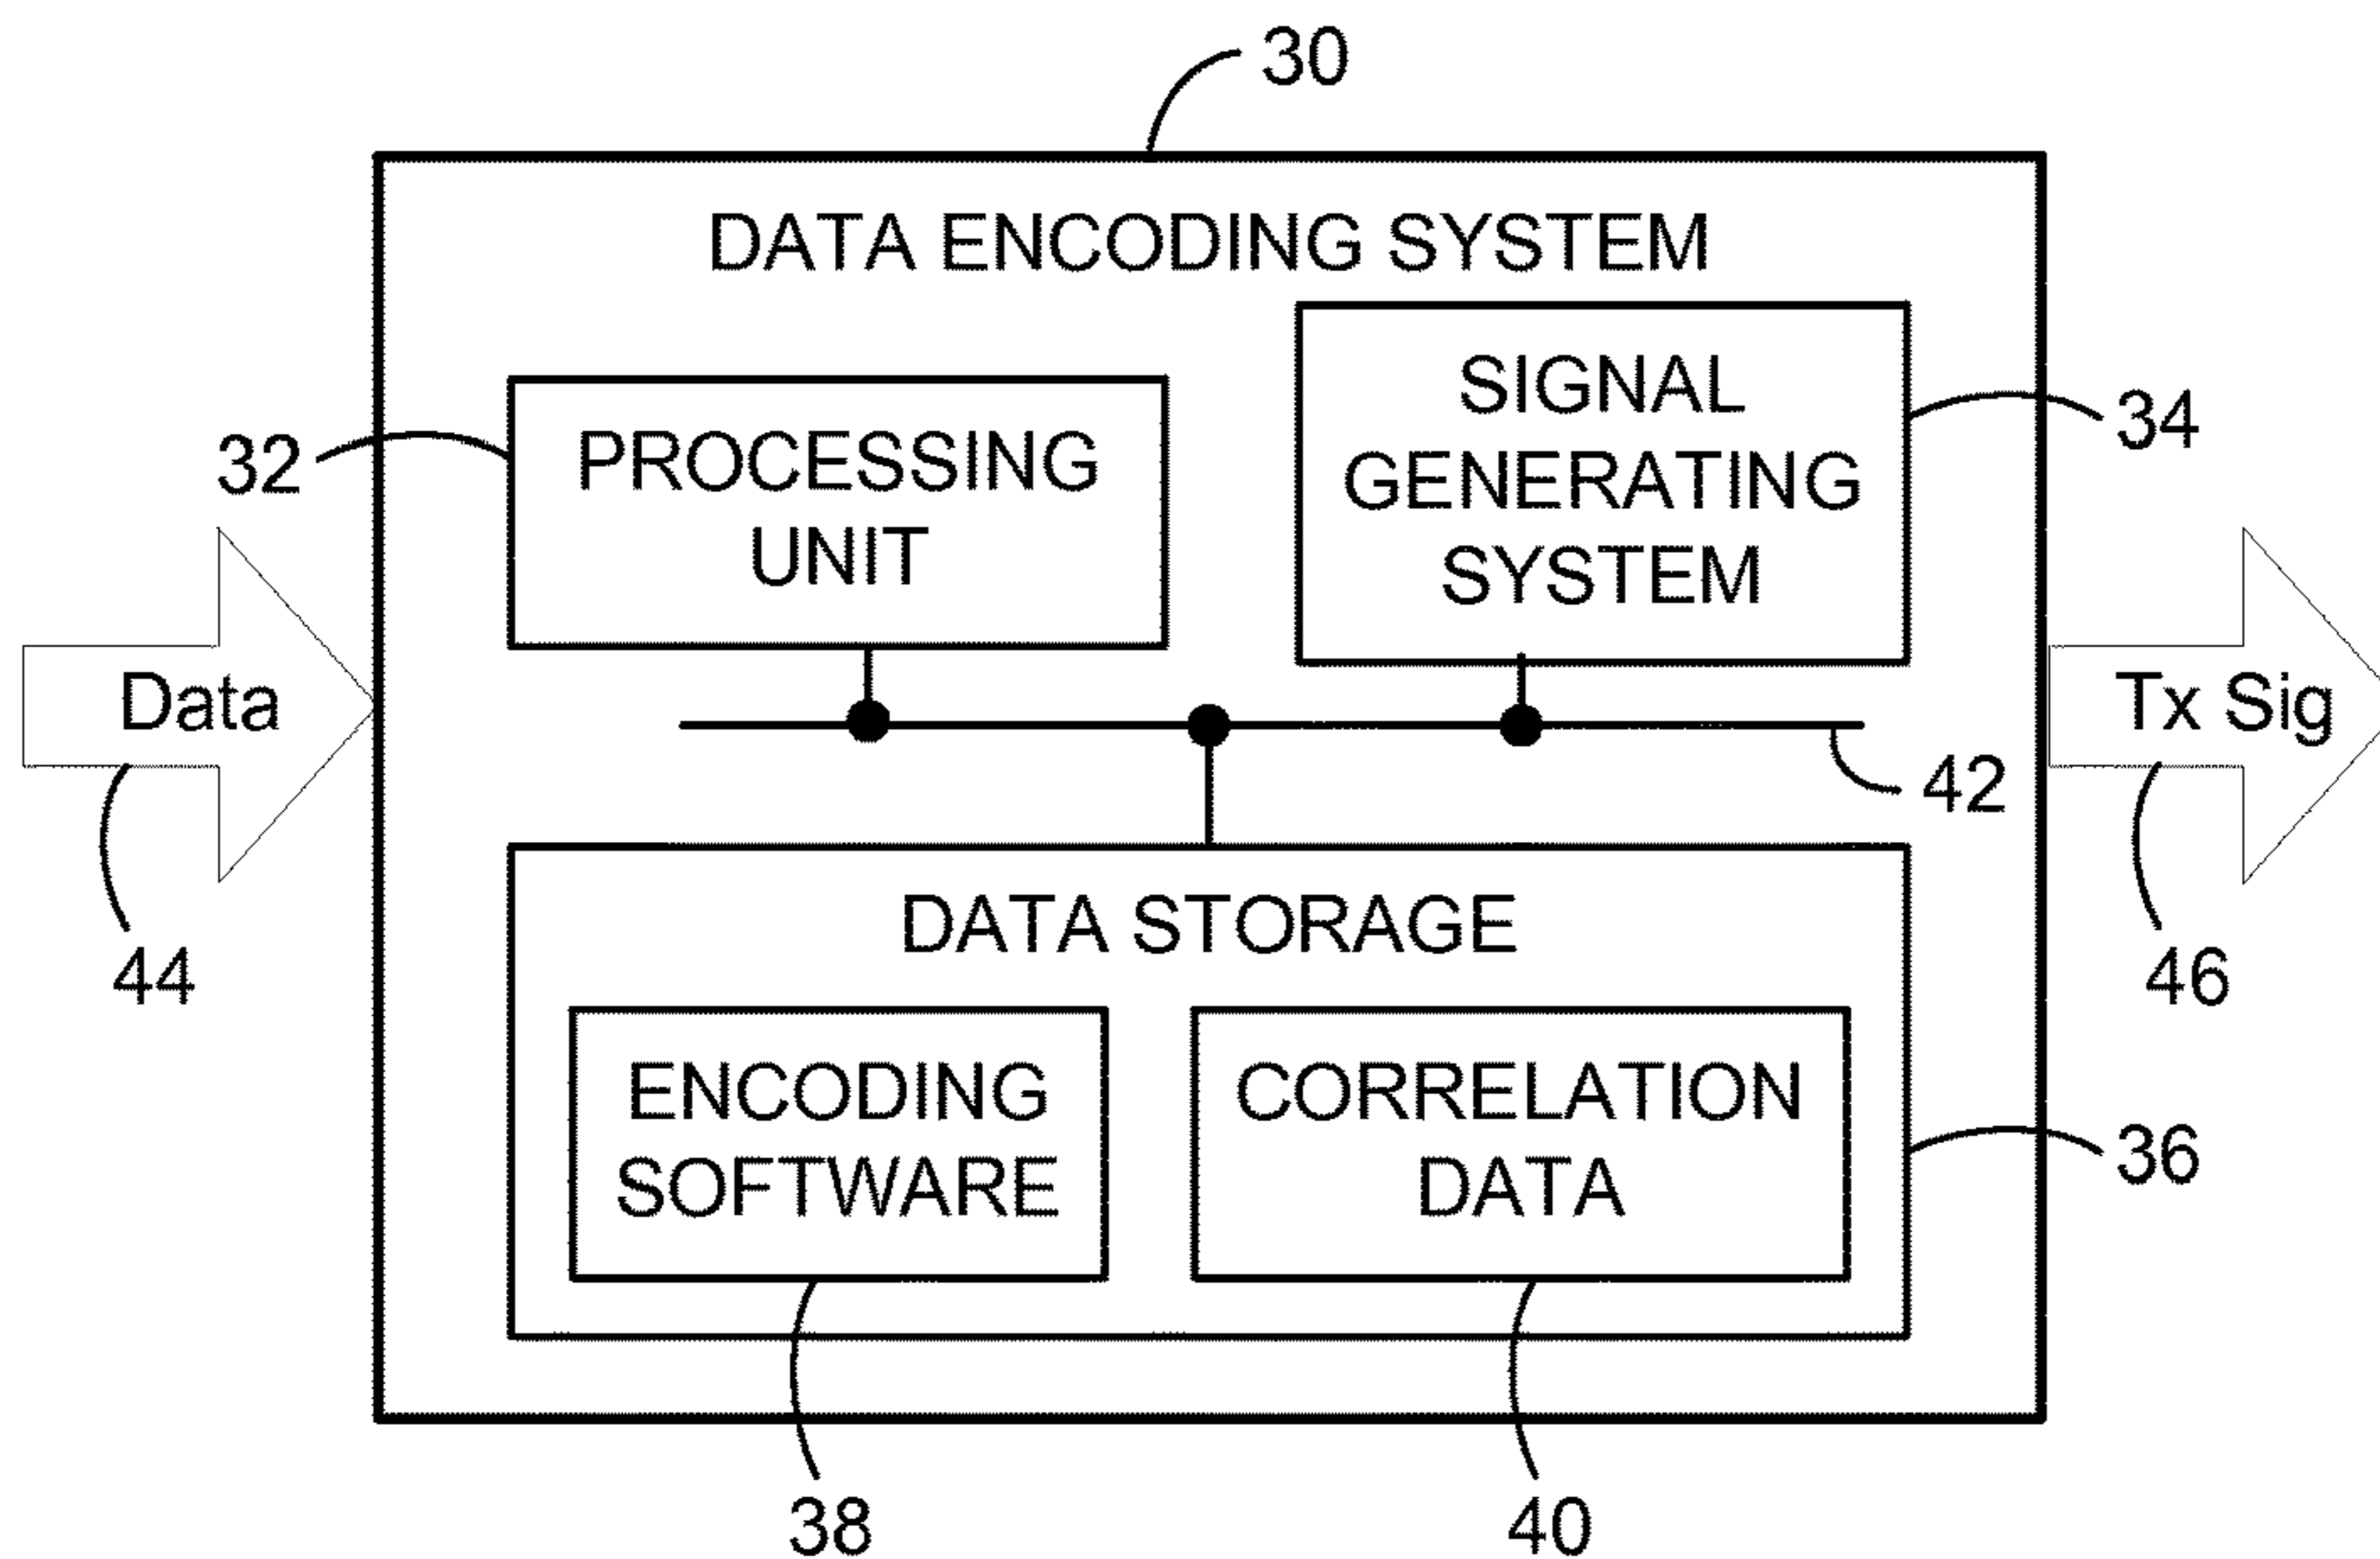 30
DATA ENCODING SYSTEM
32
PROCESSING
UNIT
SIGNAL
GENERATING
SYSTEM
34
Data
Tx Sig
42
44
46
DATA STORAGE
ENCODING
SOFTWARE
CORRELATION
DATA
36
38
40